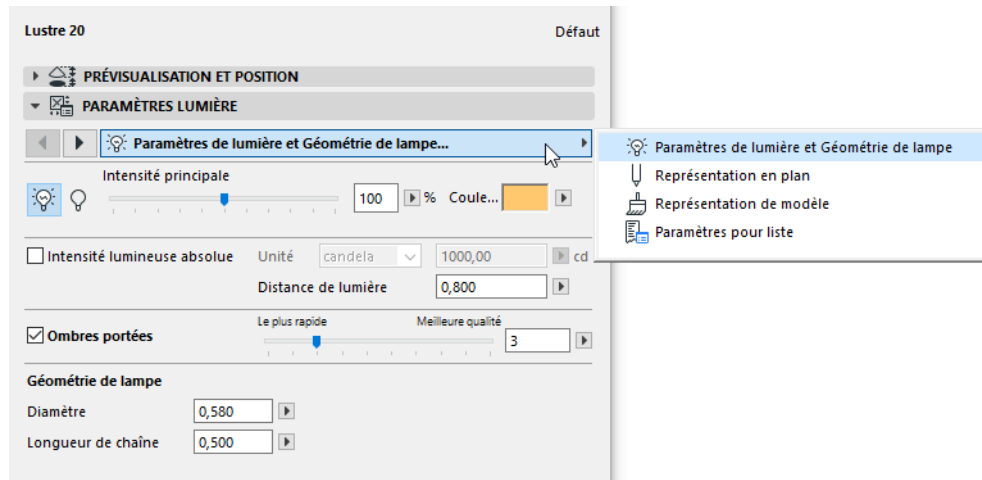 Lustre 20 Défaut
PRÉVISUALISATION ET POSITION
PARAMÈTRES LUMIÈRE
Paramètres de lumière et Géométrie de lampe...
Paramètres de lumière et Géométrie de lampe
Représentation en plan
Représentation de modèle
Paramètres pour liste
Intensité principale
100 % Coule...
Intensité lumineuse absolue Unité candela 1000,00 cd
Distance de lumière 0,800
Le plus rapide Meilleure qualité
Ombres portées 3
Géométrie de lampe
Diamètre 0,580
Longueur de chaîne 0,500